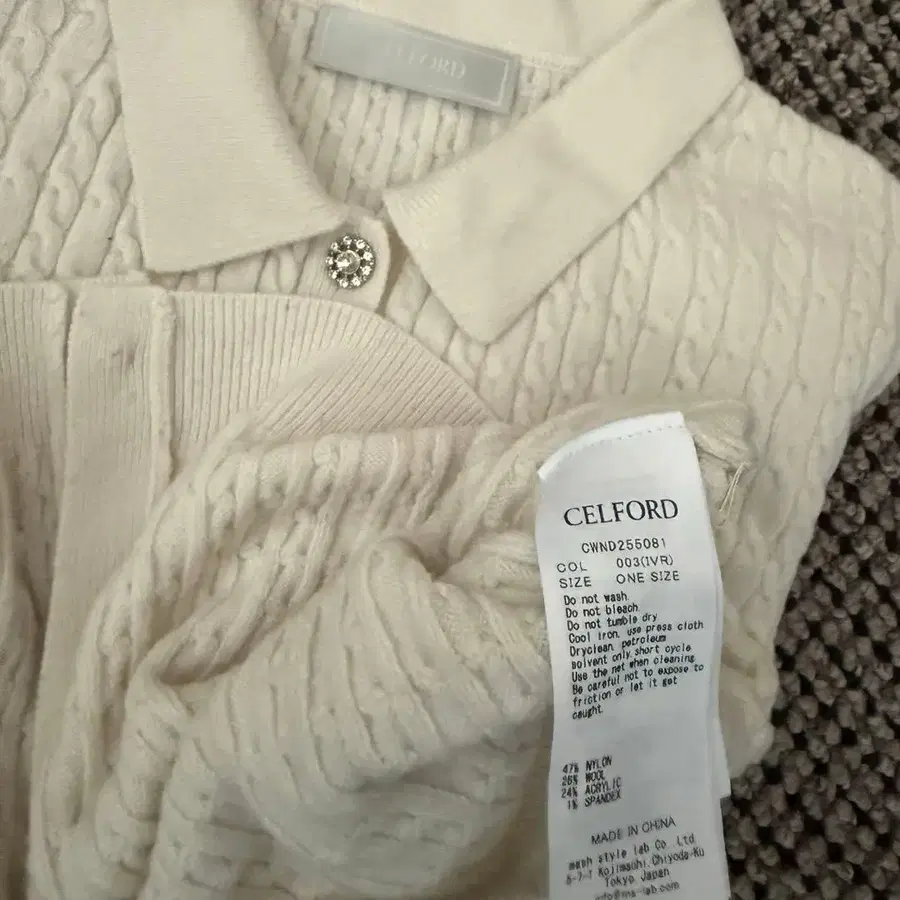 CELFORD
CELFORD
CWND255081
COL 003(IVR)
SIZE ONE SIZE
Do not wash.
Do not bleach.
Do not tumble dry
Cool iron, use press cloth
Dryclean, petroleum
solvent only, short cycle
Use the net when cleaning
Be careful not to expose to
friction or let it get
caught.
47% NYLON
24% ACRYLIC
1% SPANDEX
MADE IN CHINA
mash style lab Co.,Ltd.
Kojimachi,Chiyoda-Ku
Tokyo, Japan